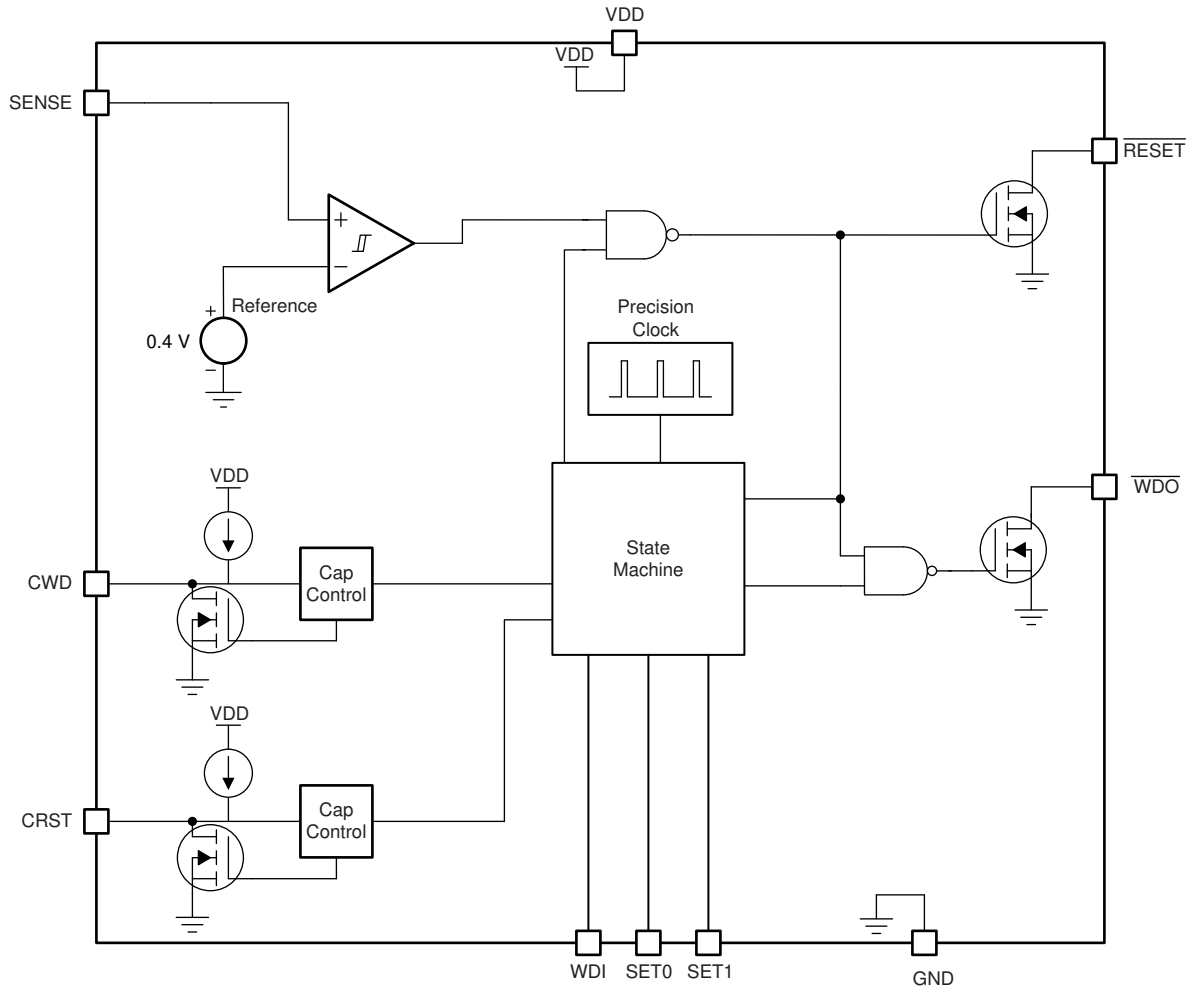 VDD
VDD
SENSE
RESET
+
−
+
Reference
0.4 V
−
Precision
Clock
VDD
WDO
State
Machine
Cap
Control
CWD
VDD
Cap
Control
CRST
WDI
SET0
SET1
GND